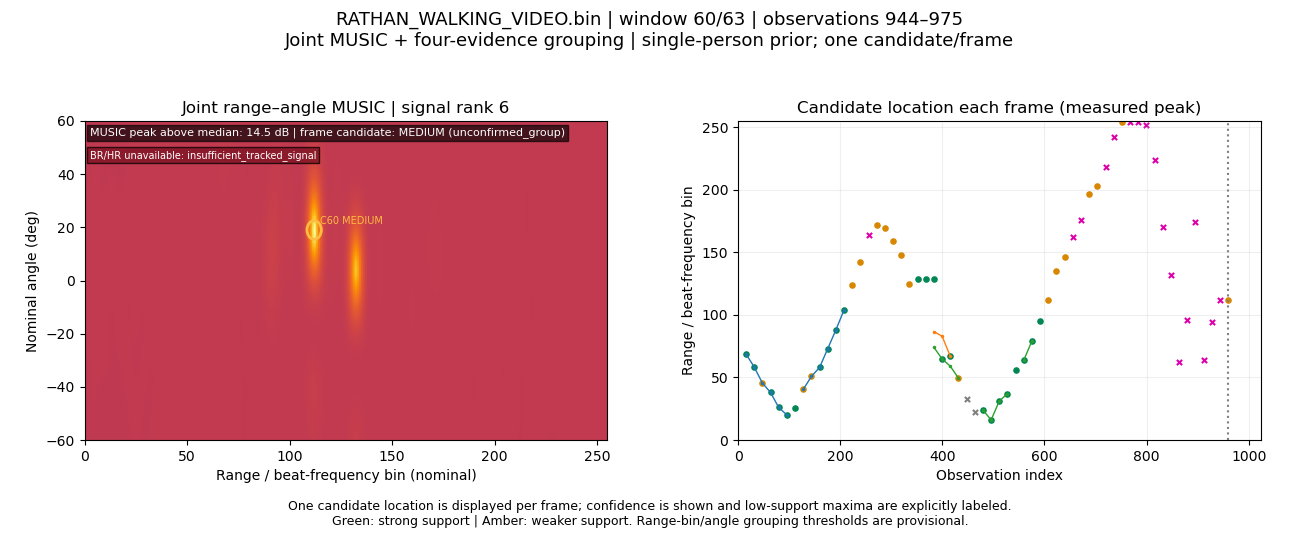 RATHAN_WALKING_VIDEO.bin | window 60/63 | observations 944–975
Joint MUSIC + four-evidence grouping | single-person prior; one candidate/frame
Joint range–angle MUSIC | signal rank 6
MUSIC peak above median: 14.5 dB | frame candidate: MEDIUM (unconfirmed_group)
BR/HR unavailable: insufficient_tracked_signal
C60 MEDIUM
60
40
20
0
−20
−40
−60
Nominal angle (deg)
0
50
100
150
200
250
Range / beat-frequency bin (nominal)
Candidate location each frame (measured peak)
250
200
150
100
50
0
Range / beat-frequency bin
0
200
400
600
800
1000
Observation index
One candidate location is displayed per frame; confidence is shown and low-support maxima are explicitly labeled.
Green: strong support | Amber: weaker support. Range-bin/angle grouping thresholds are provisional.